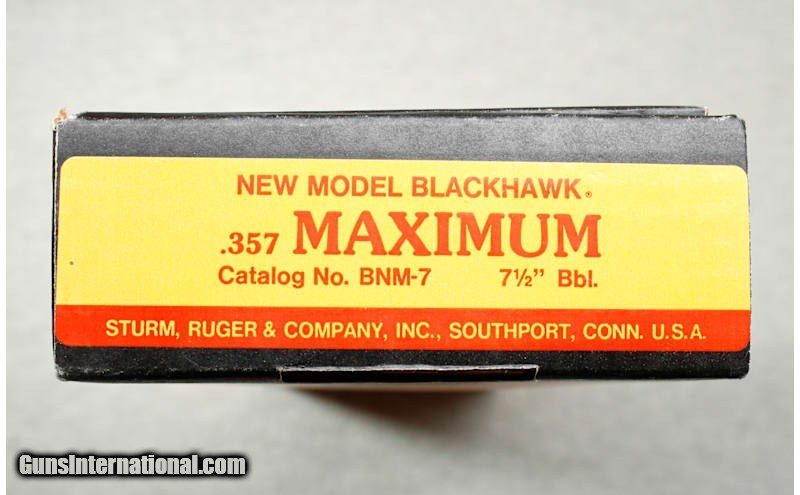 NEW MODEL BLACKHAWK®
.357 MAXIMUM
Catalog No. BNM-7 7½” Bbl.
STURM, RUGER & COMPANY, INC., SOUTHPORT, CONN. U.S.A.
GunsInternational.com